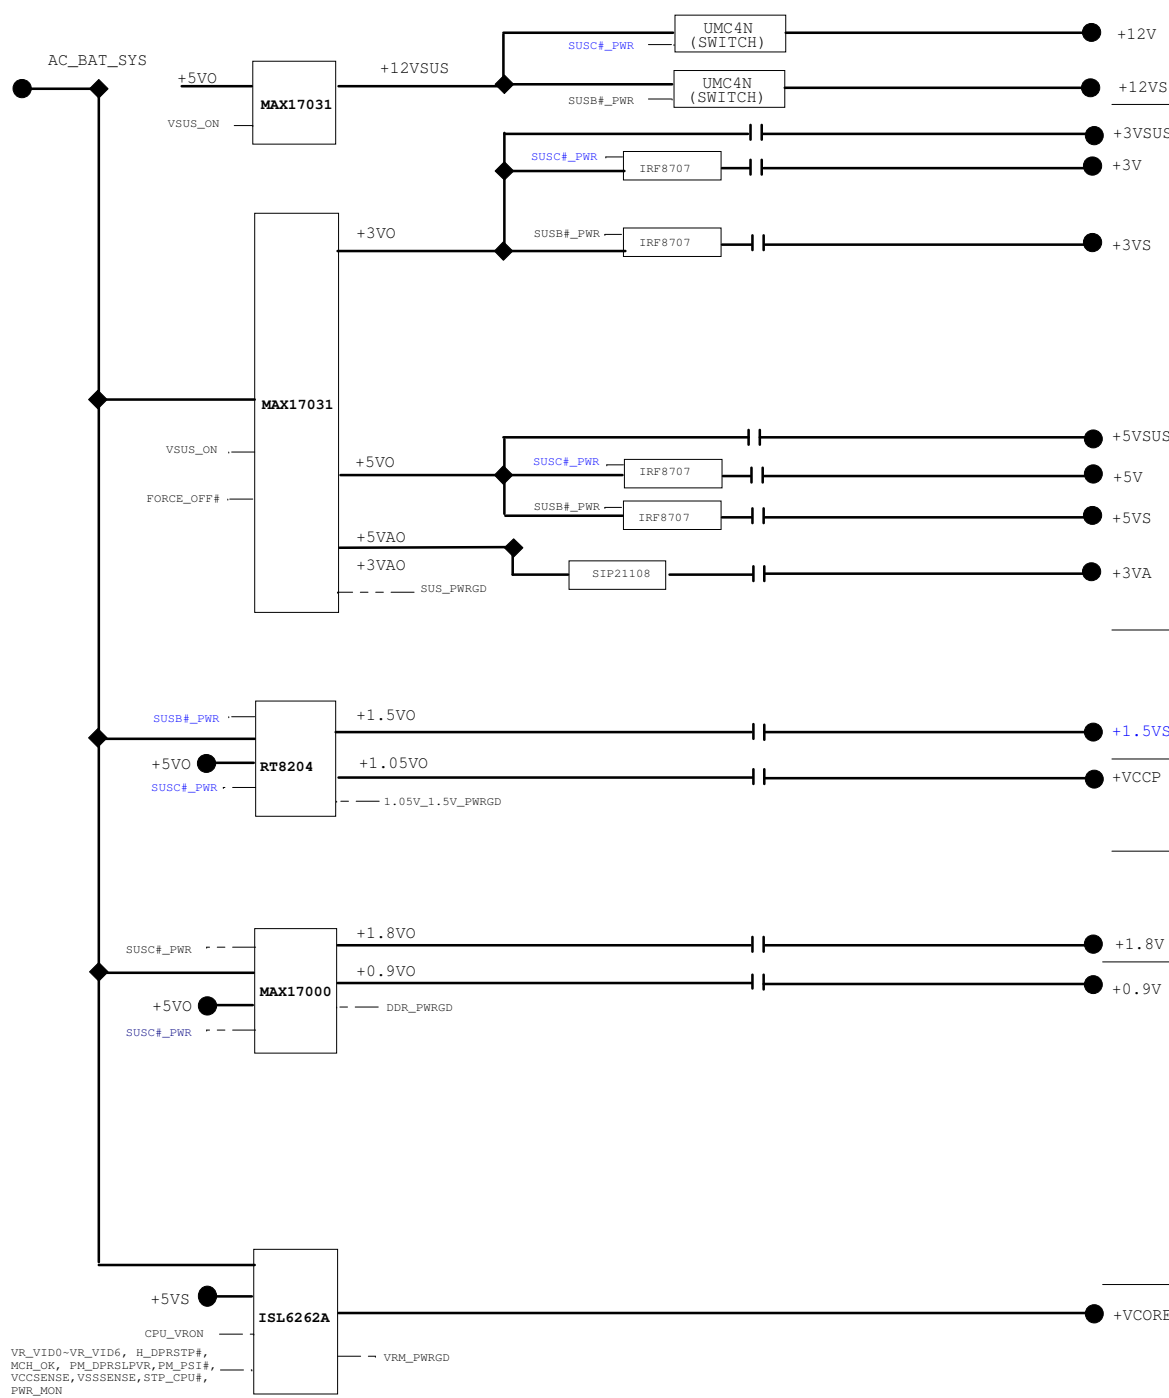 AC_BAT_SYS
+5VO
VSUS_ON
MAX17031
+12VSUS
SUSC#_PWR
UMC4N
(SWITCH)
+12V
SUSB#_PWR
UMC4N
(SWITCH)
+12VS
+3VSUS
SUSC#_PWR
IRF8707
+3V
+3VO
SUSB#_PWR
IRF8707
+3VS
MAX17031
VSUS_ON
FORCE_OFF#
+5VSUS
+5VO
SUSC#_PWR
IRF8707
+5V
SUSB#_PWR
IRF8707
+5VS
+5VAO
+3VAO
SIP21108
+3VA
SUS_PWRGD
SUSB#_PWR
+5VO
SUSC#_PWR
RT8204
+1.5VO
+1.5VS
+1.05VO
+VCCP
1.05V_1.5V_PWRGD
SUSC#_PWR
+5VO
SUSC#_PWR
MAX17000
+1.8VO
+1.8V
+0.9VO
+0.9V
DDR_PWRGD
+5VS
CPU_VRON
VR_VID0~VR_VID6, H_DPRSTP#,
MCH_OK, PM_DPRSLPVR,PM_PSI#,
VCCSENSE,VSSSENSE,STP_CPU#,
PWR_MON
ISL6262A
+VCORE
VRM_PWRGD